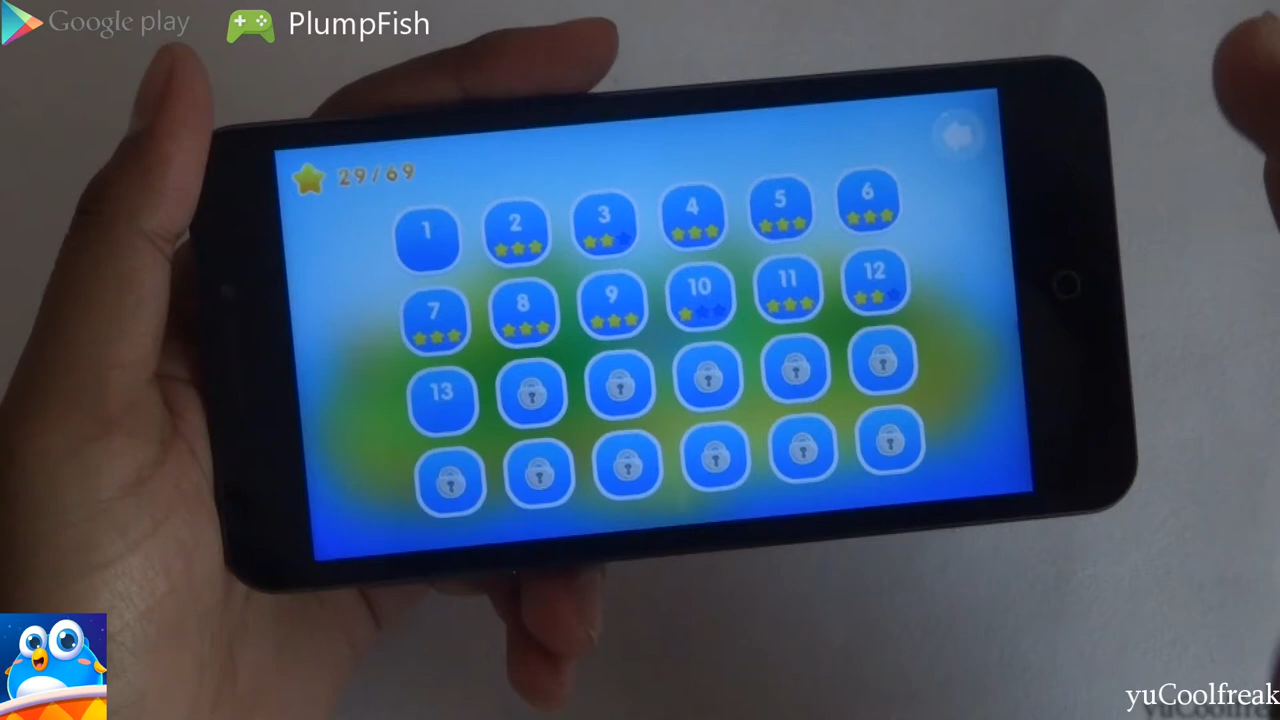 Google play
PlumpFish
29/69
1 2 3 4 5 6
7 8 9 10 11 12
13
yuCoolfreak